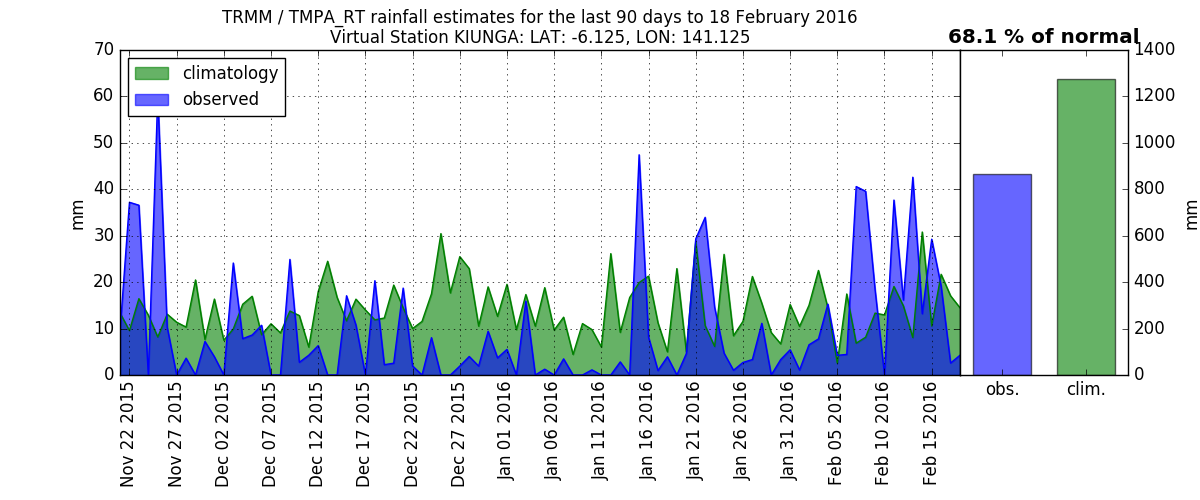 TRMM / TMPA_RT rainfall estimates for the last 90 days to 18 February 2016
Virtual Station KIUNGA: LAT: -6.125, LON: 141.125
68.1 % of normal
climatology
observed
mm
70
60
50
40
30
20
10
0
Nov 22 2015
Nov 27 2015
Dec 02 2015
Dec 07 2015
Dec 12 2015
Dec 17 2015
Dec 22 2015
Dec 27 2015
Jan 01 2016
Jan 06 2016
Jan 11 2016
Jan 16 2016
Jan 21 2016
Jan 26 2016
Jan 31 2016
Feb 05 2016
Feb 10 2016
Feb 15 2016
obs.
clim.
1400
1200
1000
800
600
400
200
0
mm